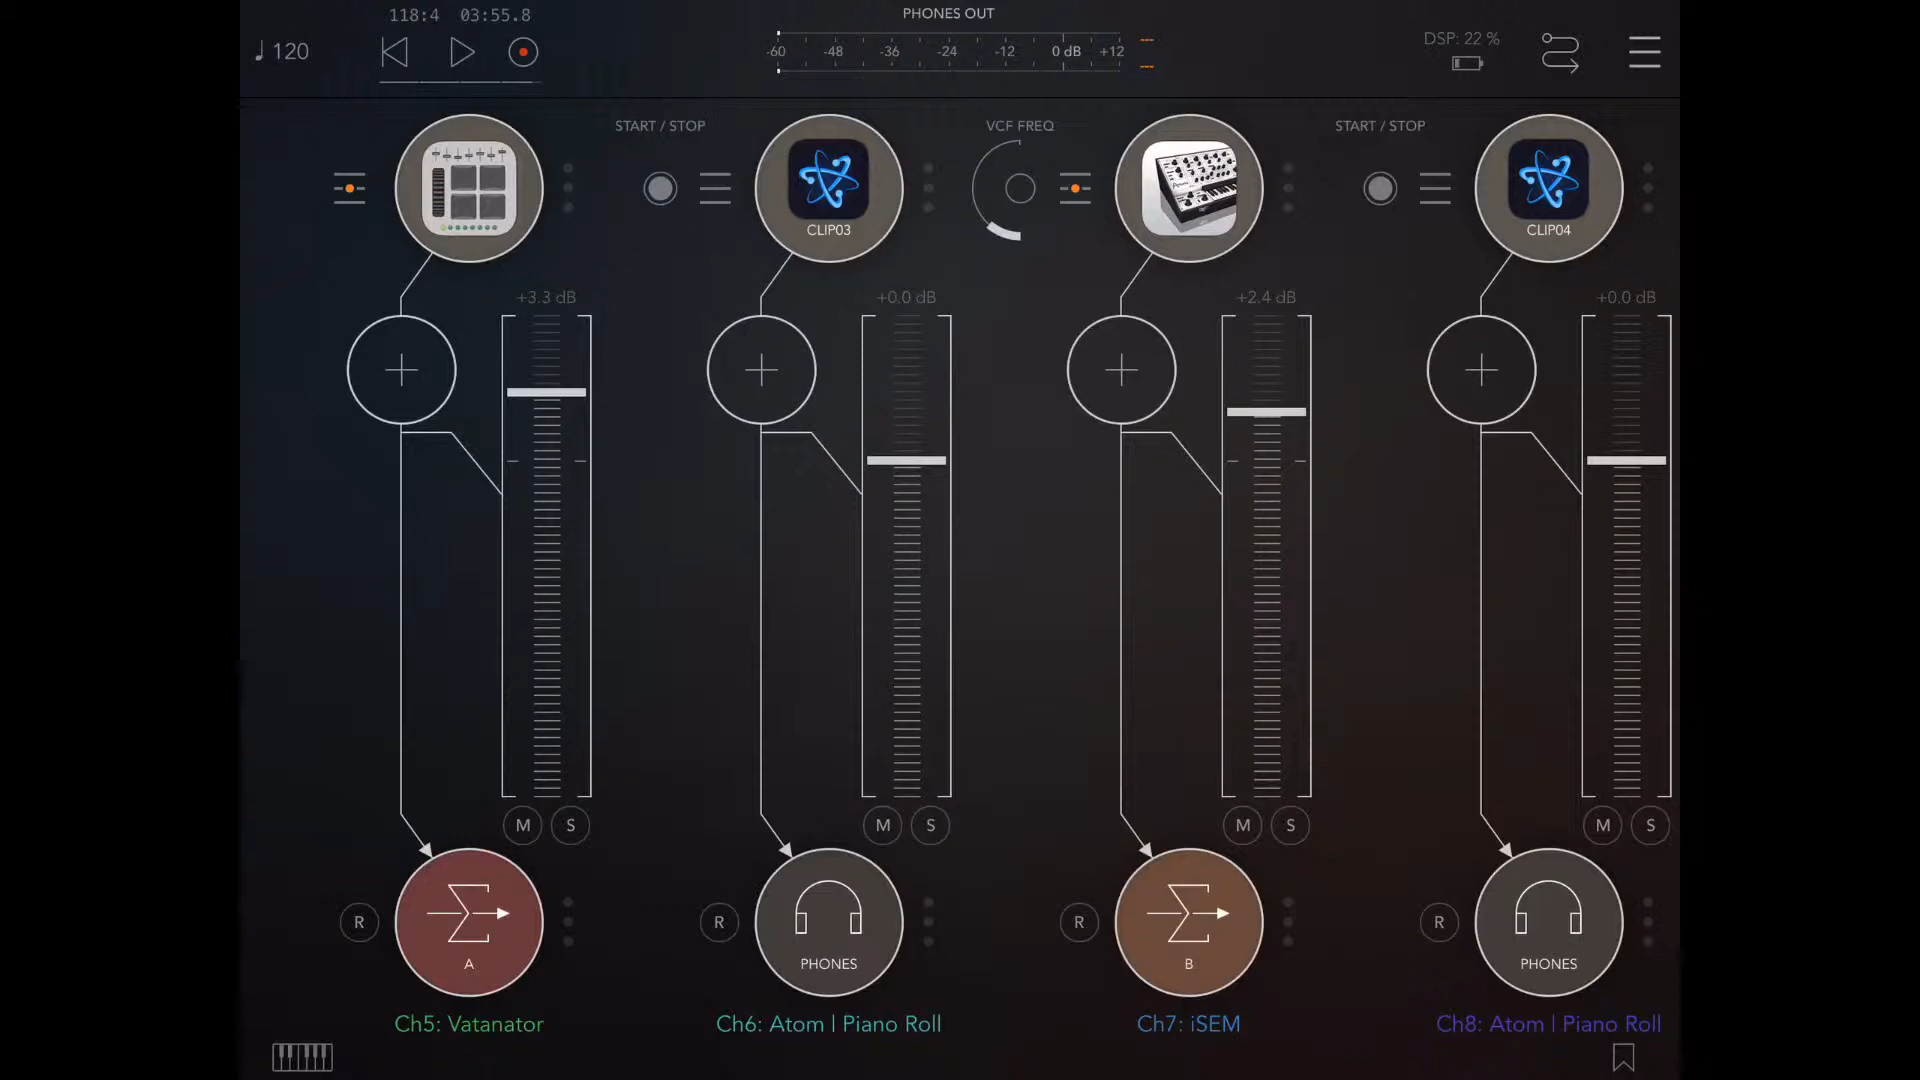 118:4 03:55.8
PHONES OUT
♩ 120
-60 -48 -36 -24 -12 0 dB +12
DSP: 22 %
START / STOP
VCF FREQ
START / STOP
CLIP03
CLIP04
+3.3 dB
+0.0 dB
+2.4 dB
+0.0 dB
M S
M S
M S
M S
R
A
R
PHONES
R
B
R
PHONES
Ch5: Vatanator
Ch6: Atom | Piano Roll
Ch7: iSEM
Ch8: Atom | Piano Roll